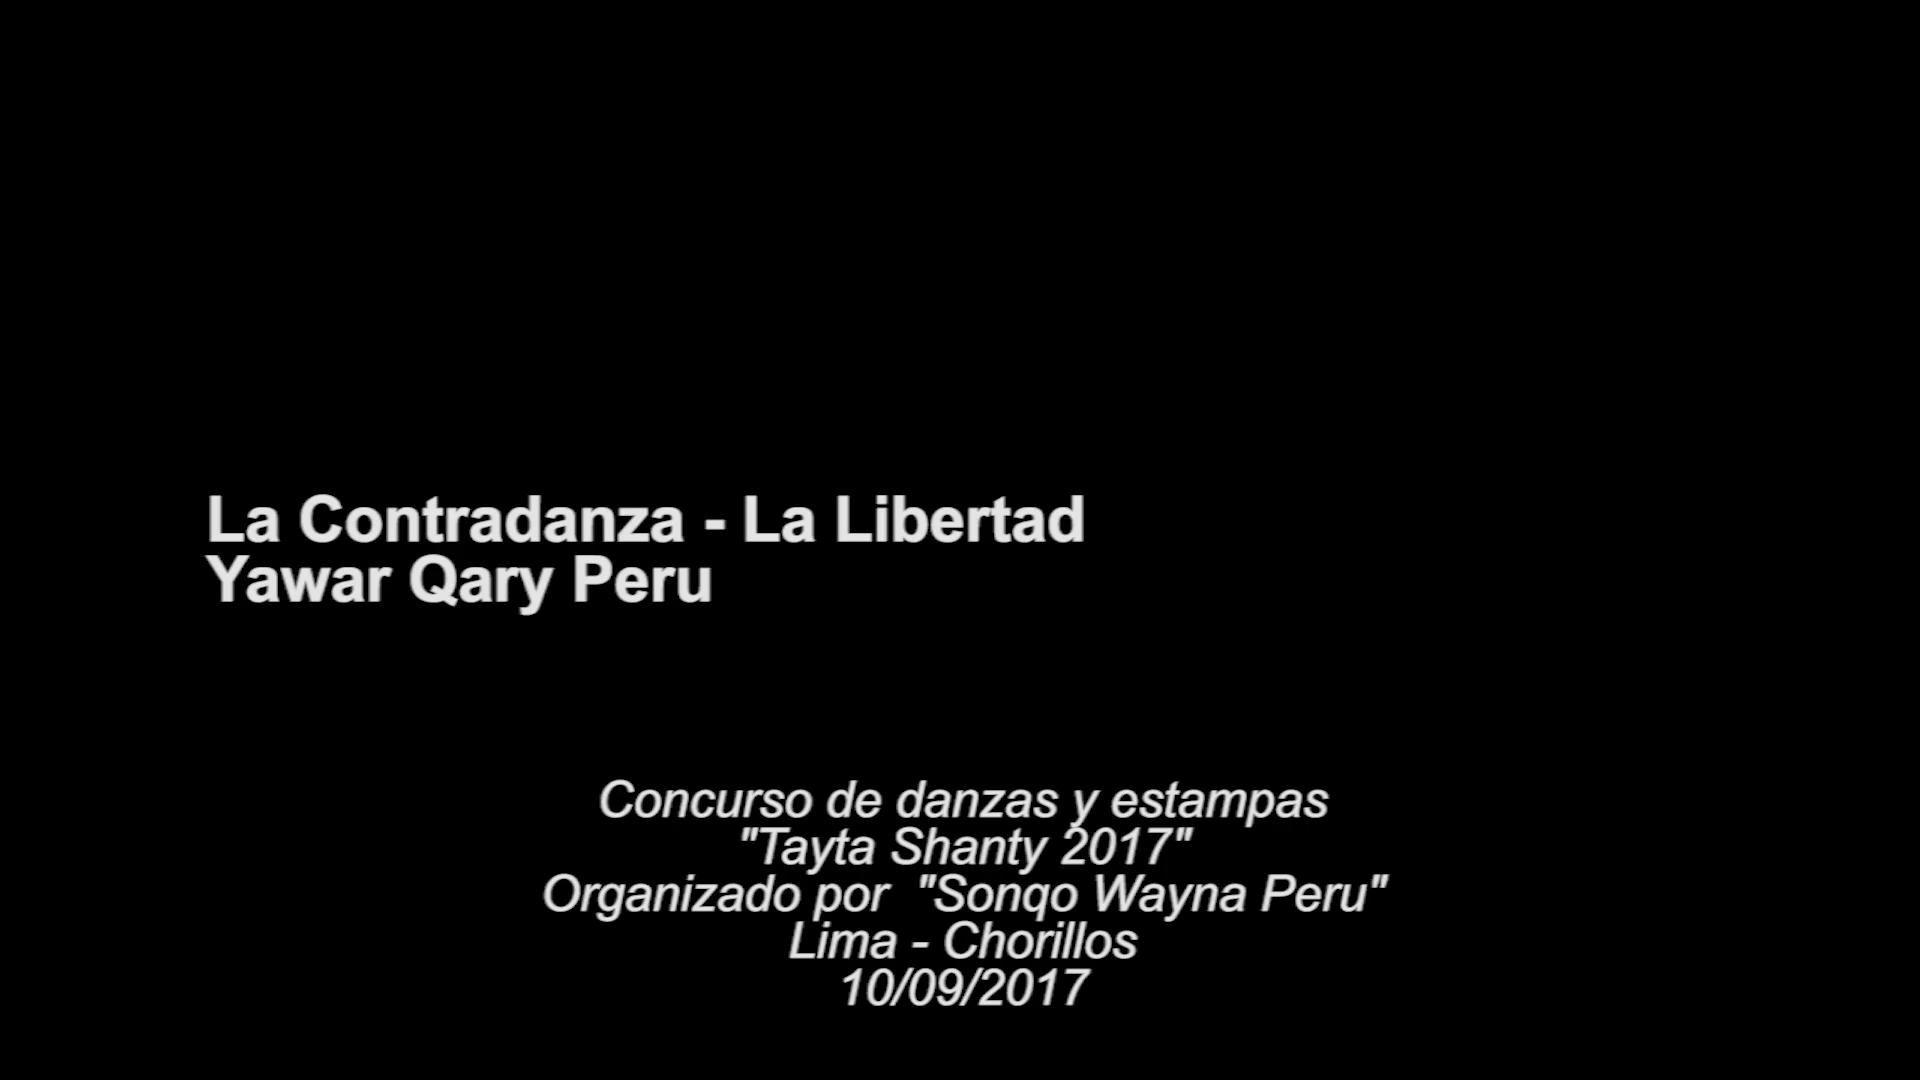 La Contradanza - La Libertad
Yawar Qary Peru
Concurso de danzas y estampas
"Tayta Shanty 2017"
Organizado por  "Sonqo Wayna Peru"
Lima - Chorillos
10/09/2017